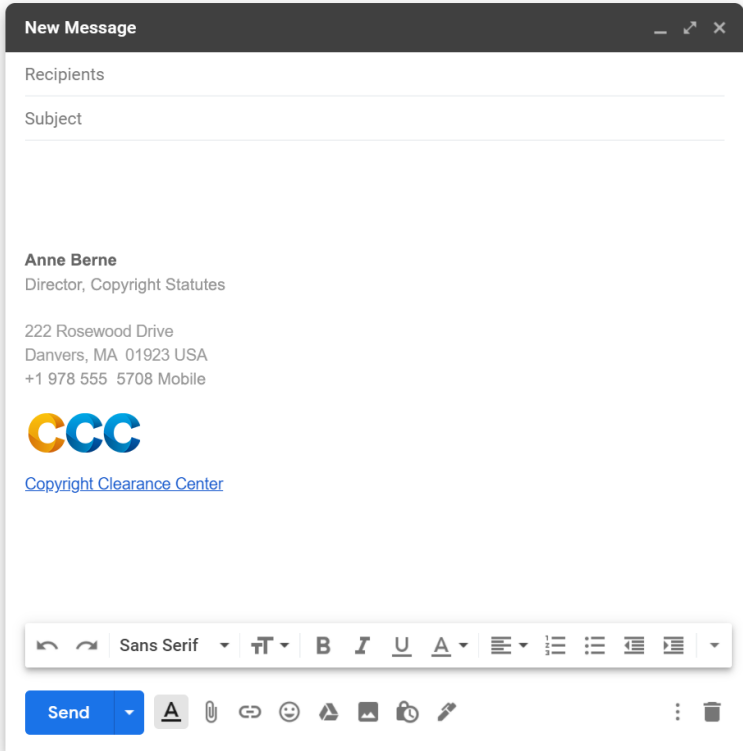 New Message
Recipients
Subject
Anne Berne
Director, Copyright Statutes
222 Rosewood Drive
Danvers, MA  01923 USA
+1 978 555  5708 Mobile
CCC
Copyright Clearance Center
Sans Serif
B I U A
Send A